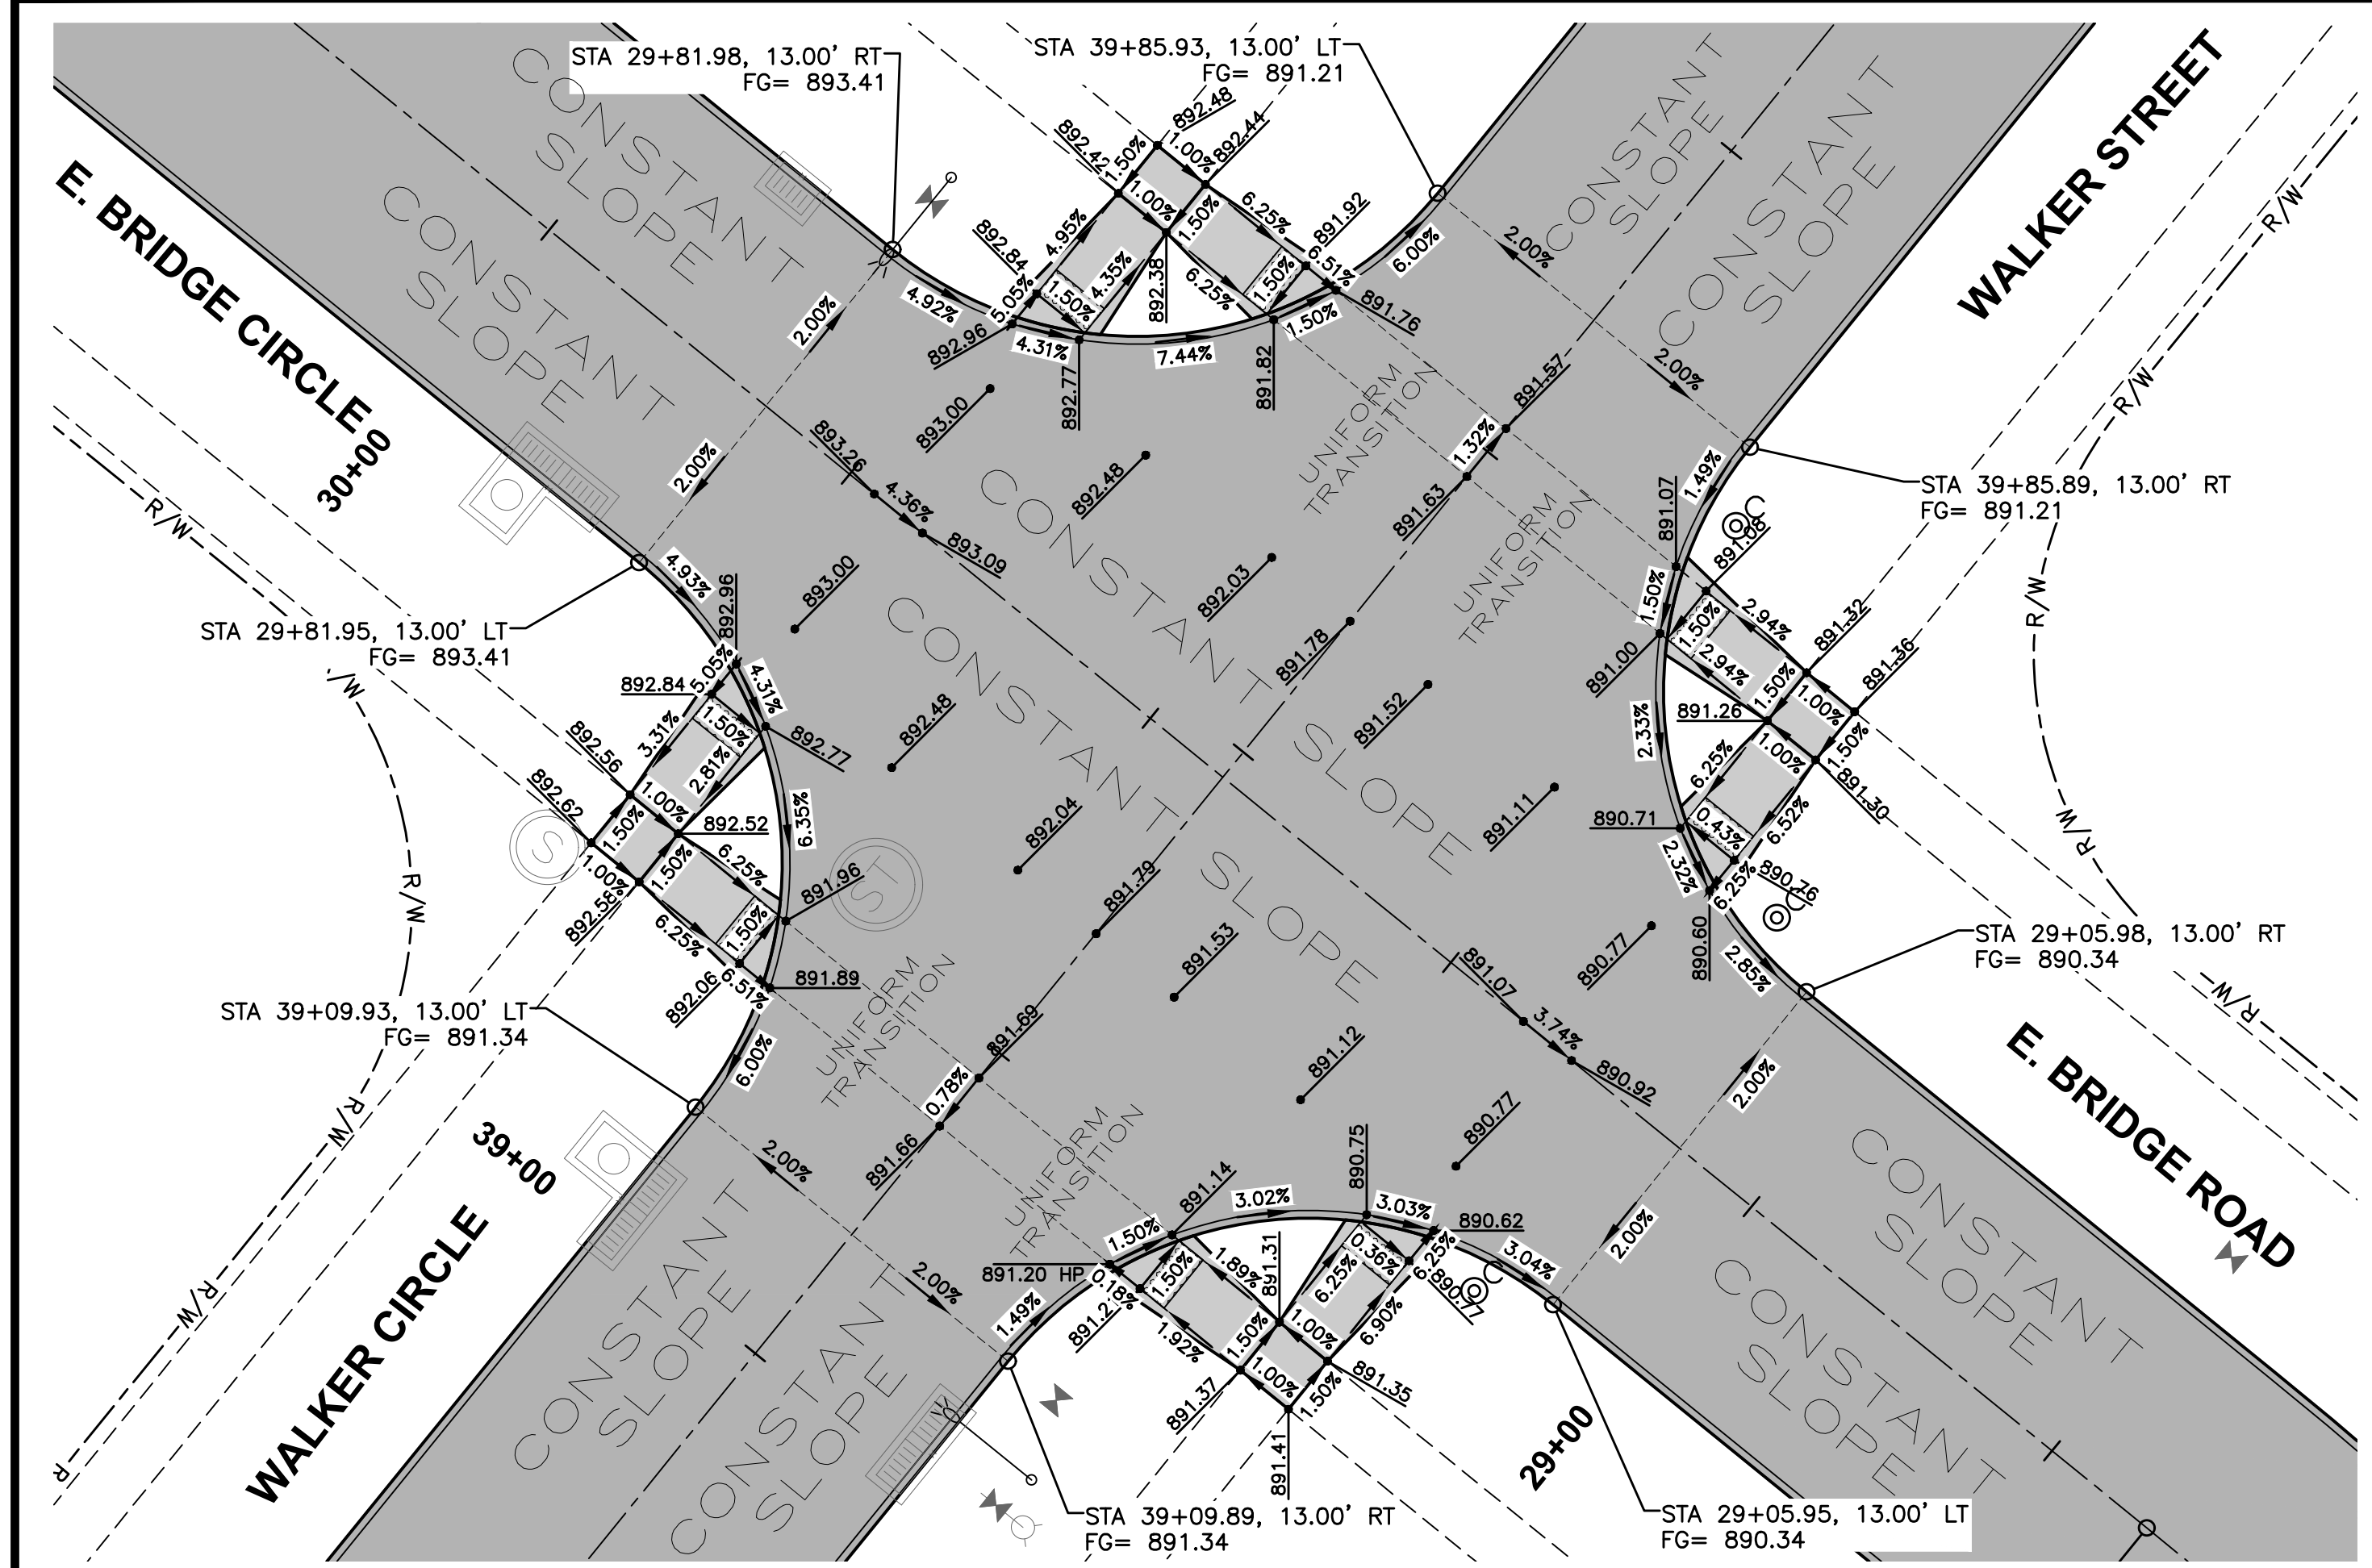 STA 29+81.98, 13.00' RT
FG= 893.41
STA 39+85.93, 13.00' LT
FG= 891.21
WALKER STREET
E. BRIDGE CIRCLE
30+00
CONSTANT
SLOPE
CONSTANT
SLOPE
CONSTANT
SLOPE
CONSTANT
SLOPE
892.48
892.44
892.42
1.50%
1.00%
1.00%
1.50%
6.25%
891.92
892.84
4.95%
4.35%
892.38
6.25%
1.50%
6.51%
6.00%
5.05%
1.50%
4.92%
892.96
4.31%
892.77
7.44%
891.82
1.50%
891.76
2.00%
2.00%
2.00%
2.00%
893.00
892.48
892.03
893.26
4.36%
893.09
893.00
892.48
892.04
UNIFORM
TRANSITION
UNIFORM
TRANSITION
1.32%
891.57
891.63
891.78
891.52
891.11
890.77
CONSTANT
SLOPE
CONSTANT
SLOPE
STA 39+85.89, 13.00' RT
FG= 891.21
1.49%
891.07
891.08
1.50%
1.50%
2.94%
2.94%
891.32
891.36
1.50%
1.00%
1.50%
891.00
891.26
1.00%
891.30
2.33%
6.25%
6.52%
890.71
0.43%
2.32%
6.25%
890.76
890.60
2.85%
OC
OC
R/W
R/W
R/W
R/W
R/W
R/W
STA 29+05.98, 13.00' RT
FG= 890.34
E. BRIDGE ROAD
R/W
STA 29+81.95, 13.00' LT
FG= 893.41
4.93%
892.96
5.05%
4.31%
892.84
3.31%
1.50%
892.77
2.81%
892.56
892.62
1.00%
892.52
6.35%
1.50%
1.50%
1.00%
892.58
6.25%
891.96
6.25%
1.50%
891.89
892.06
6.51%
6.00%
S
ST
/W
R/W
R/W
R/W
R
STA 39+09.93, 13.00' LT
FG= 891.34
39+00
WALKER CIRCLE
891.79
891.53
891.12
890.77
891.69
0.78%
891.66
UNIFORM
TRANSITION
UNIFORM
TRANSITION
891.07
3.74%
890.92
2.00%
2.00%
2.00%
2.00%
CONSTANT
SLOPE
CONSTANT
SLOPE
CONSTANT
SLOPE
CONSTANT
SLOPE
891.14
3.02%
890.75
3.03%
890.62
1.50%
891.20 HP
0.18%
1.50%
1.89%
891.31
0.36%
6.25%
6.25%
890.77
3.04%
OC
1.49%
1.92%
1.50%
1.00%
6.90%
891.37
1.00%
1.50%
891.35
891.41
29+00
STA 39+09.89, 13.00' RT
FG= 891.34
STA 29+05.95, 13.00' LT
FG= 890.34